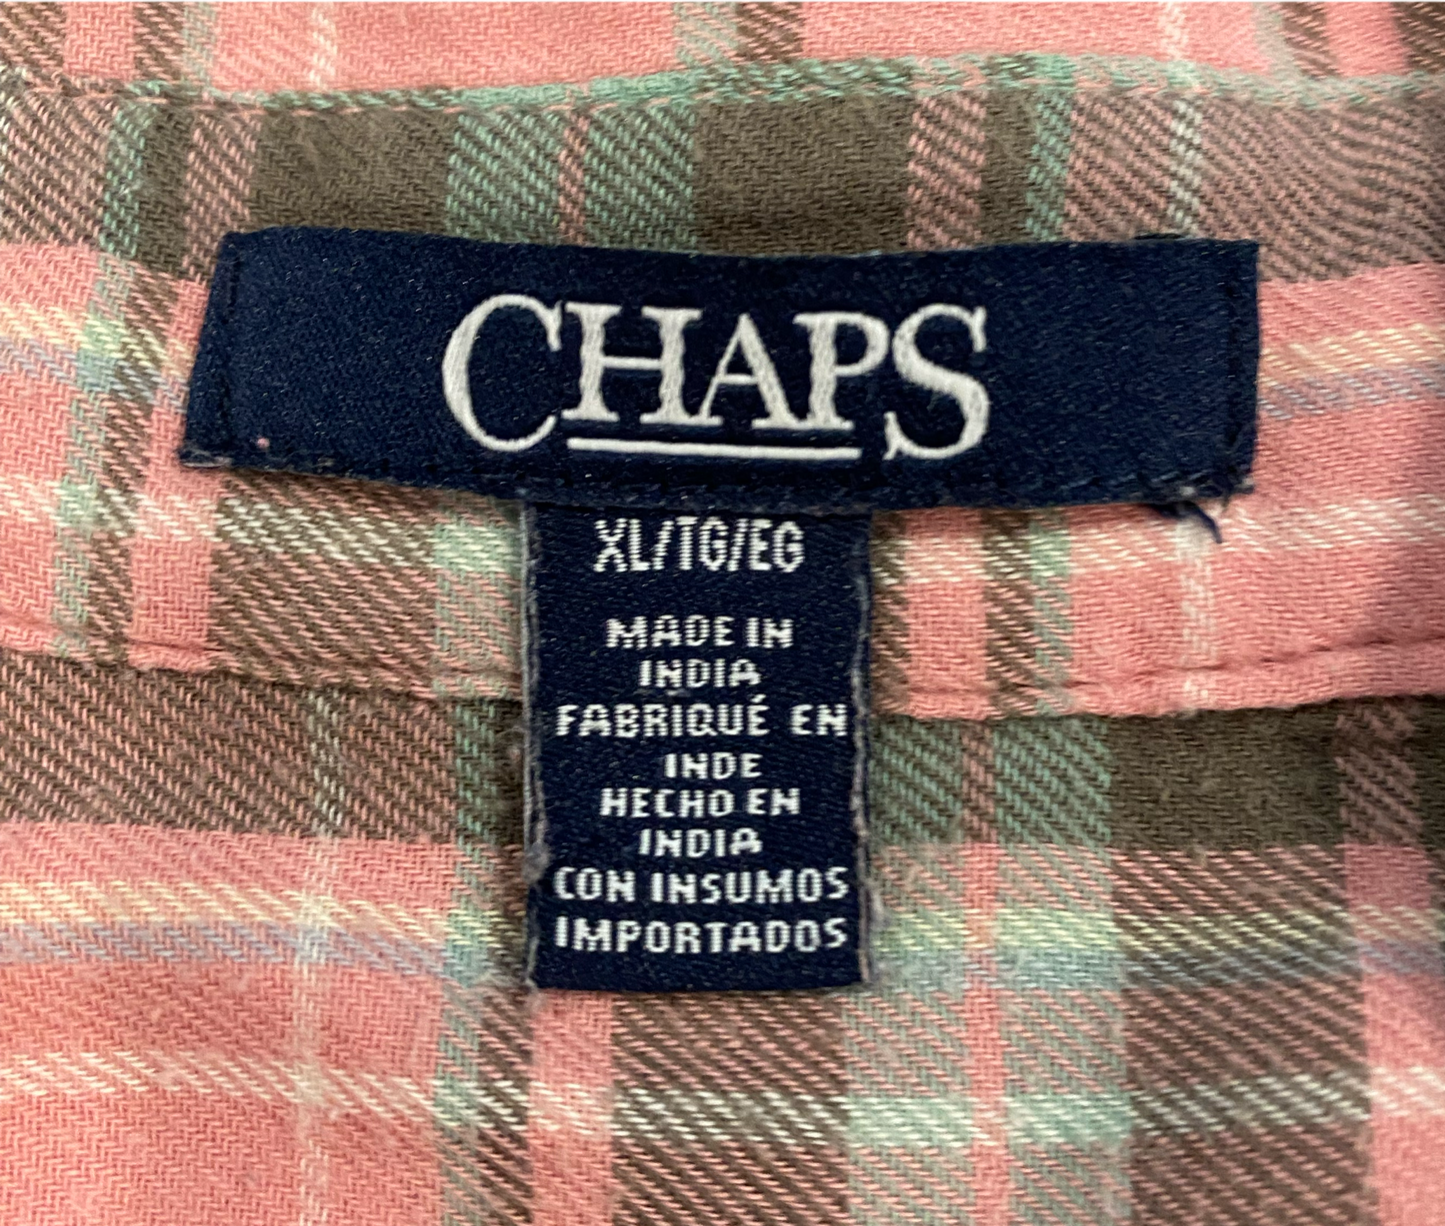 CHAPS
XL/TG/EG
MADE IN
INDIA
FABRIQUÉ EN
INDE
HECHO EN
INDIA
CON INSUMOS
IMPORTADOS